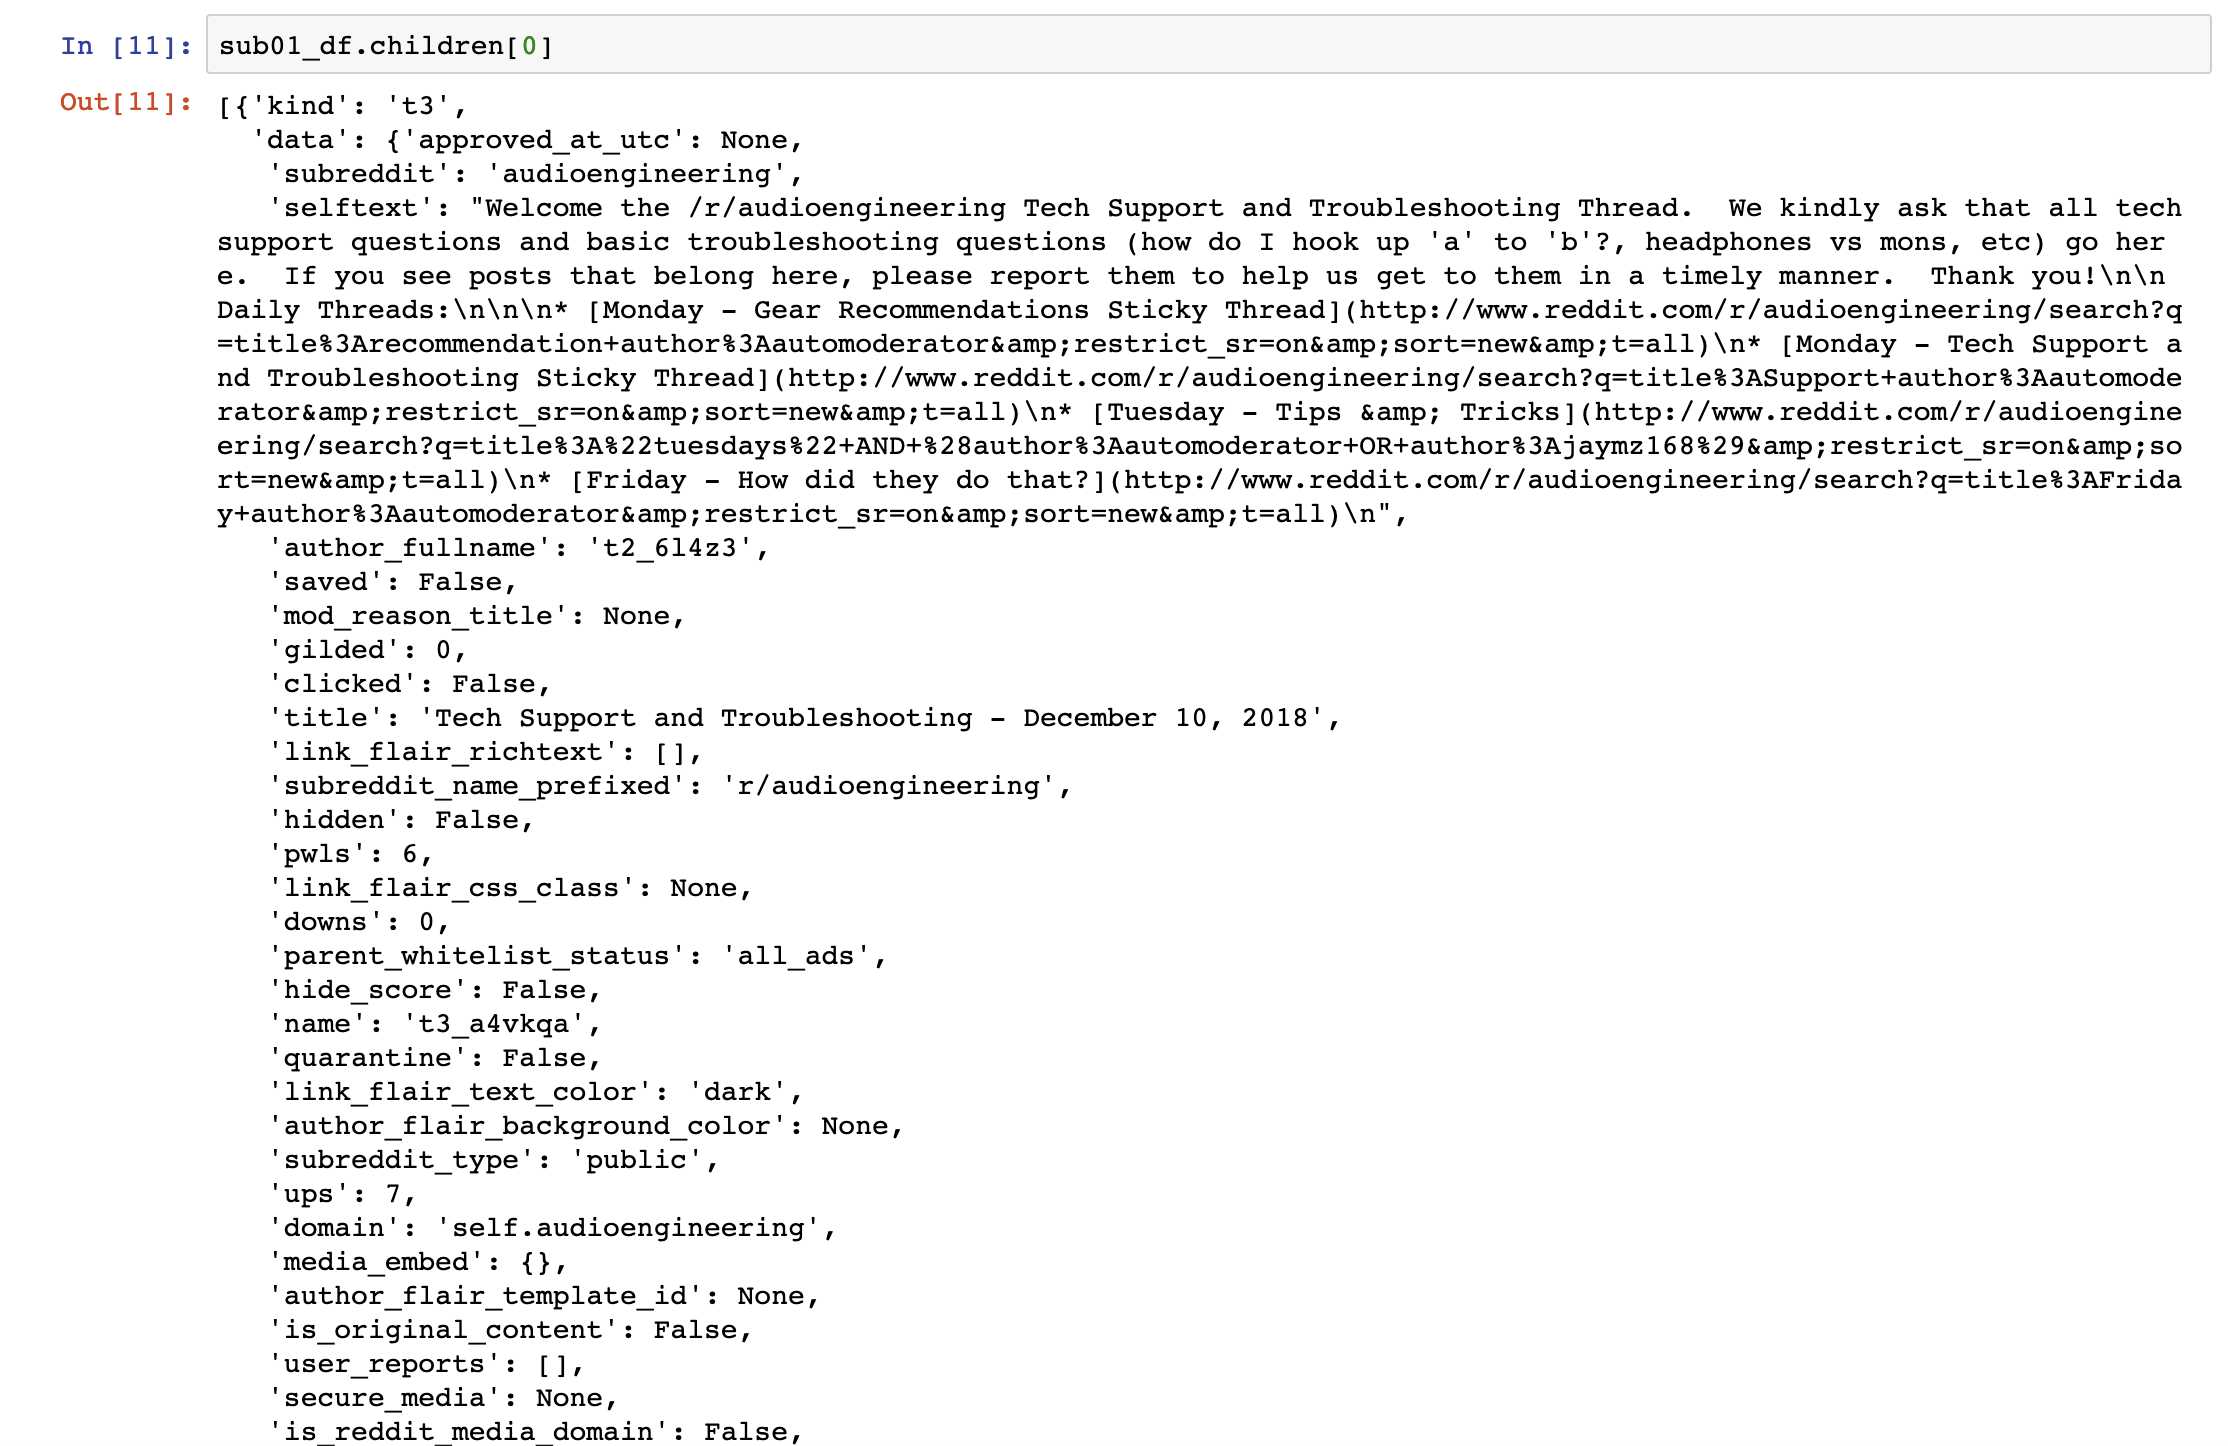 In [11]: sub01_df.children[0]
Out[11]: [{'kind': 't3',
'data': {'approved_at_utc': None,
'subreddit': 'audioengineering',
'selftext': "Welcome the /r/audioengineering Tech Support and Troubleshooting Thread.  We kindly ask that all tech
support questions and basic troubleshooting questions (how do I hook up 'a' to 'b'?, headphones vs mons, etc) go her
e.  If you see posts that belong here, please report them to help us get to them in a timely manner.  Thank you!\n\n
Daily Threads:\n\n\n* [Monday - Gear Recommendations Sticky Thread](http://www.reddit.com/r/audioengineering/search?q
=title%3Arecommendation+author%3Aautomoderator&amp;restrict_sr=on&amp;sort=new&amp;t=all)\n* [Monday - Tech Support a
nd Troubleshooting Sticky Thread](http://www.reddit.com/r/audioengineering/search?q=title%3ASupport+author%3Aautomode
rator&amp;restrict_sr=on&amp;sort=new&amp;t=all)\n* [Tuesday - Tips &amp; Tricks](http://www.reddit.com/r/audioengine
ering/search?q=title%3A%22tuesdays%22+AND+%28author%3Aautomoderator+OR+author%3Ajaymz168%29&amp;restrict_sr=on&amp;so
rt=new&amp;t=all)\n* [Friday - How did they do that?](http://www.reddit.com/r/audioengineering/search?q=title%3AFrida
y+author%3Aautomoderator&amp;restrict_sr=on&amp;sort=new&amp;t=all)\n",
'author_fullname': 't2_6l4z3',
'saved': False,
'mod_reason_title': None,
'gilded': 0,
'clicked': False,
'title': 'Tech Support and Troubleshooting - December 10, 2018',
'link_flair_richtext': [],
'subreddit_name_prefixed': 'r/audioengineering',
'hidden': False,
'pwls': 6,
'link_flair_css_class': None,
'downs': 0,
'parent_whitelist_status': 'all_ads',
'hide_score': False,
'name': 't3_a4vkqa',
'quarantine': False,
'link_flair_text_color': 'dark',
'author_flair_background_color': None,
'subreddit_type': 'public',
'ups': 7,
'domain': 'self.audioengineering',
'media_embed': {},
'author_flair_template_id': None,
'is_original_content': False,
'user_reports': [],
'secure_media': None,
'is_reddit_media_domain': False,